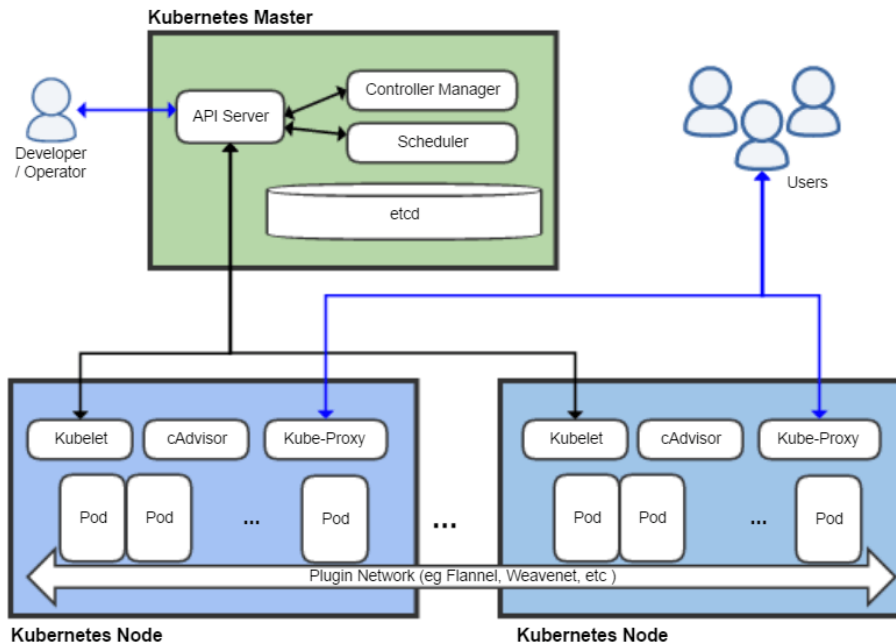 Kubernetes Master
API Server
Controller Manager
Scheduler
etcd
Developer
/ Operator
Users
Kubelet
cAdvisor
Kube-Proxy
Pod
Pod
...
Pod
...
Kubelet
cAdvisor
Kube-Proxy
Pod
Pod
...
Pod
Plugin Network (eg Flannel, Weavenet, etc )
Kubernetes Node
Kubernetes Node